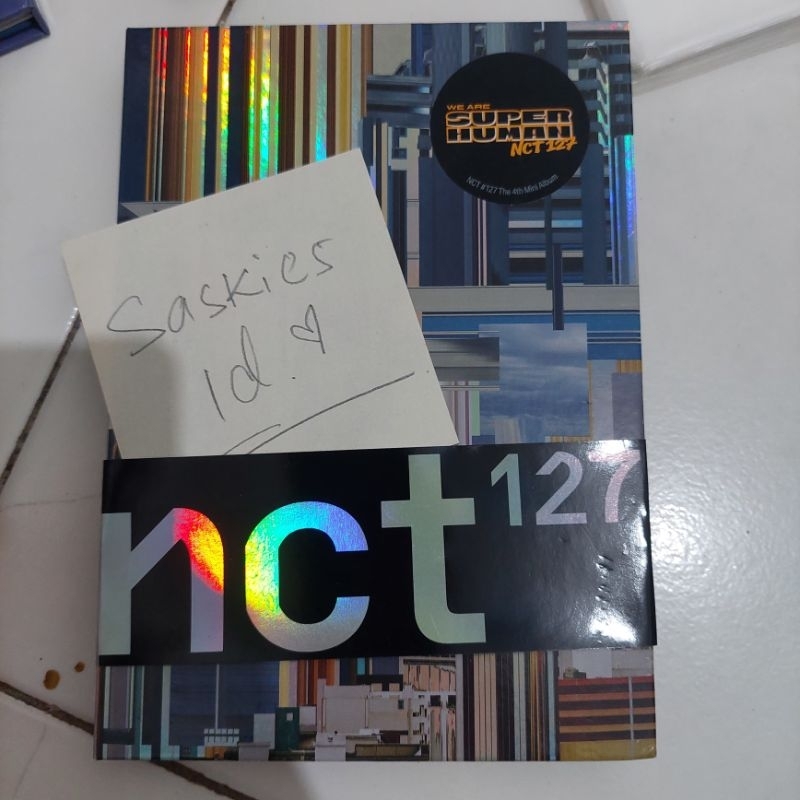 WE ARE
SUPER
HUMAN
NCT 127
NCT #127 The 4th Mini Album
Saskies
id. ♡
nct 127